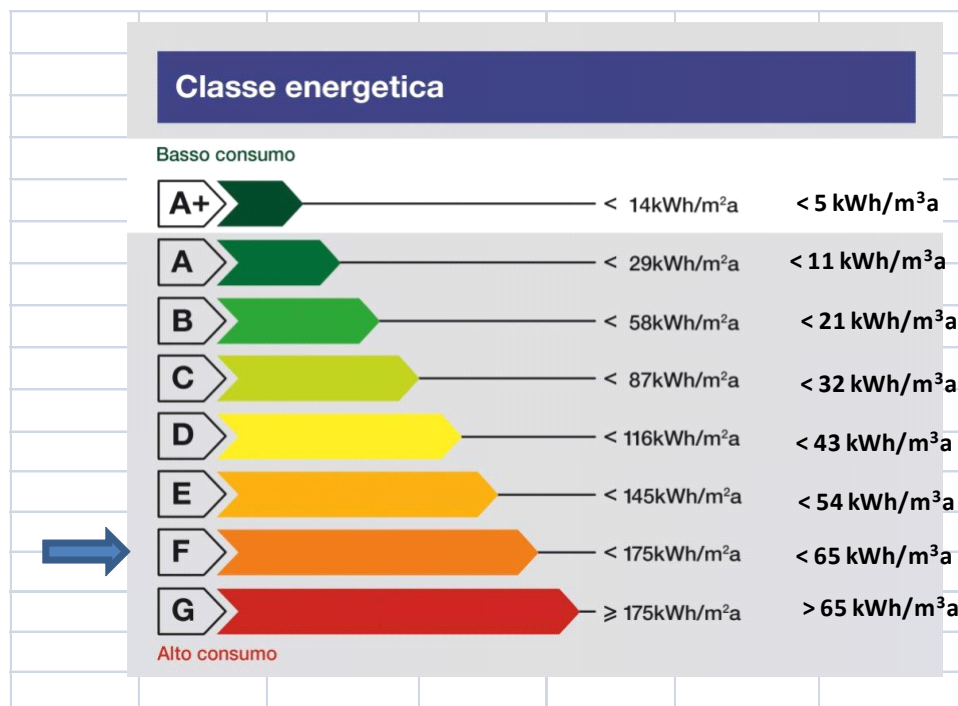 Classe energetica
Basso consumo
A+ < 14kWh/m²a < 5 kWh/m³a
A < 29kWh/m²a < 11 kWh/m³a
B < 58kWh/m²a < 21 kWh/m³a
C < 87kWh/m²a < 32 kWh/m³a
D < 116kWh/m²a < 43 kWh/m³a
E < 145kWh/m²a < 54 kWh/m³a
F < 175kWh/m²a < 65 kWh/m³a
G ⩾ 175kWh/m²a > 65 kWh/m³a
Alto consumo